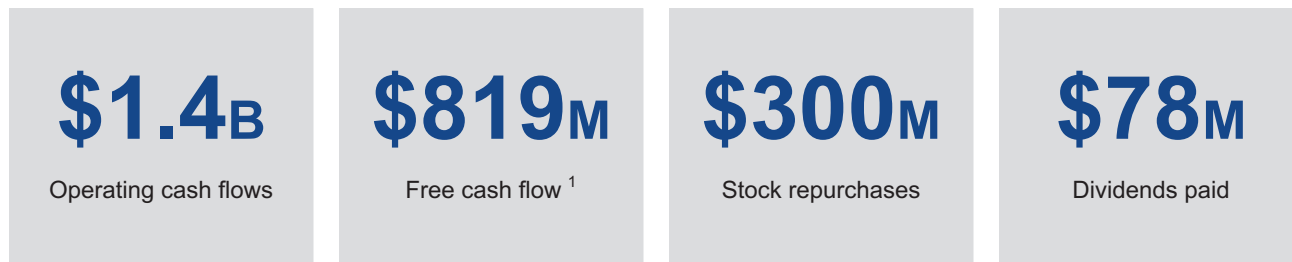 $1.4B
Operating cash flows
$819M
Free cash flow 1
$300M
Stock repurchases
$78M
Dividends paid